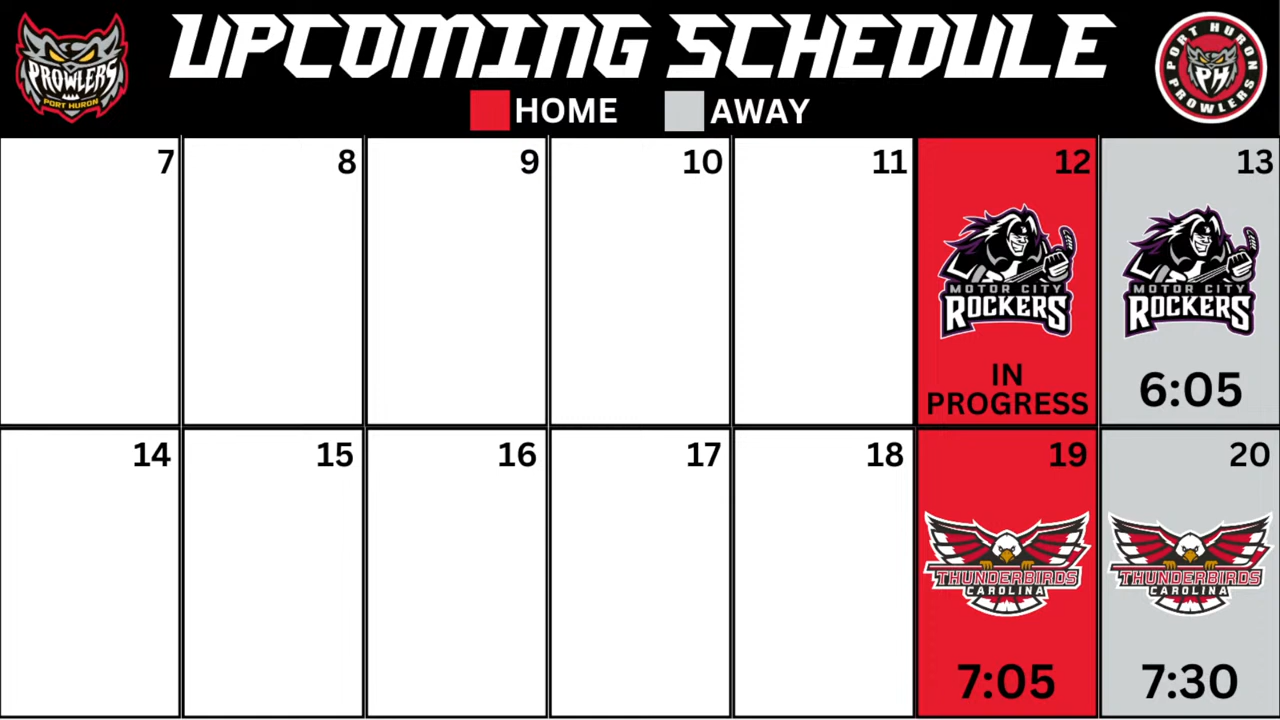 UPCOMING SCHEDULE
PROWLERS
PORT HURON
PORT HURON
PH
PROWLERS
HOME
AWAY
7
8
9
10
11
12
13
MOTOR CITY
ROCKERS
IN
PROGRESS
MOTOR CITY
ROCKERS
6:05
14
15
16
17
18
19
20
THUNDERBIRDS
CAROLINA
7:05
THUNDERBIRDS
CAROLINA
7:30